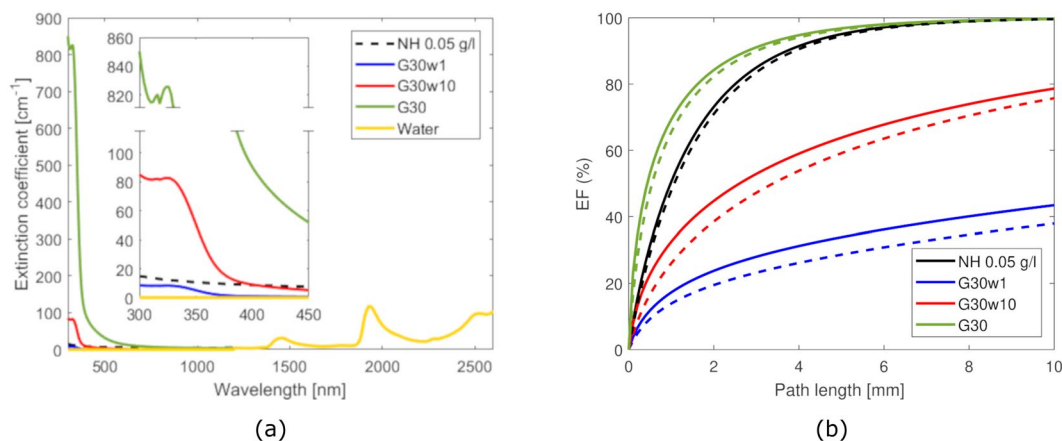 900
800
700
600
500
400
300
200
100
0
500
1000
1500
2000
2500
Wavelength [nm]
Extinction coefficient [cm⁻¹]
860
840
820
100
80
60
40
20
0
300
350
400
450
NH 0.05 g/l
G30w1
G30w10
G30
Water
(a)
100
80
60
40
20
0
0
2
4
6
8
10
Path length [mm]
EF (%)
NH 0.05 g/l
G30w1
G30w10
G30
(b)